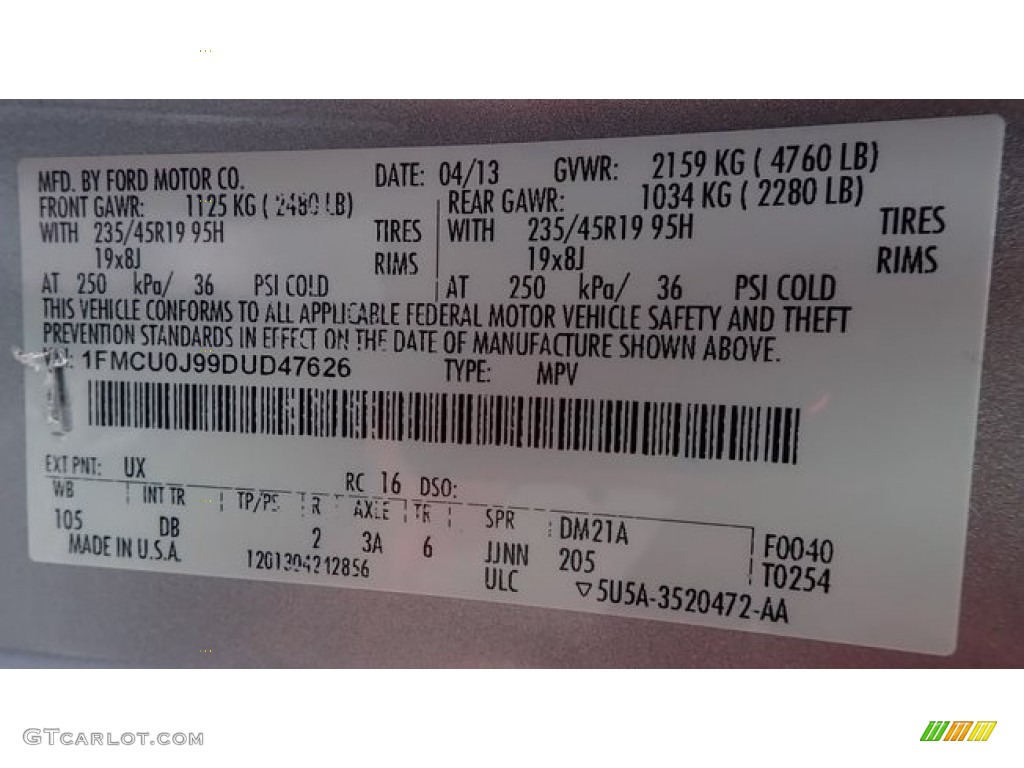 MFD. BY FORD MOTOR CO. DATE: 04/13 GVWR: 2159 KG ( 4760 LB)
FRONT GAWR: 1125 KG ( 2480 LB) REAR GAWR: 1034 KG ( 2280 LB)
WITH 235/45R19 95H TIRES WITH 235/45R19 95H TIRES
19x8J RIMS 19x8J RIMS
AT 250 kPa/ 36 PSI COLD AT 250 kPa/ 36 PSI COLD
THIS VEHICLE CONFORMS TO ALL APPLICABLE FEDERAL MOTOR VEHICLE SAFETY AND THEFT
PREVENTION STANDARDS IN EFFECT ON THE DATE OF MANUFACTURE SHOWN ABOVE.
1FMCU0J99DUD47626 TYPE: MPV
EXT PNT: UX RC 16 DSO:
WB INT TR TP/PS R AXLE TR SPR DM21A F0040
105 DB 2 3A 6 JJNN 205 T0254
MADE IN U.S.A. 1201304212856 ULC ▽5U5A-3520472-AA
GTCARLOT.COM